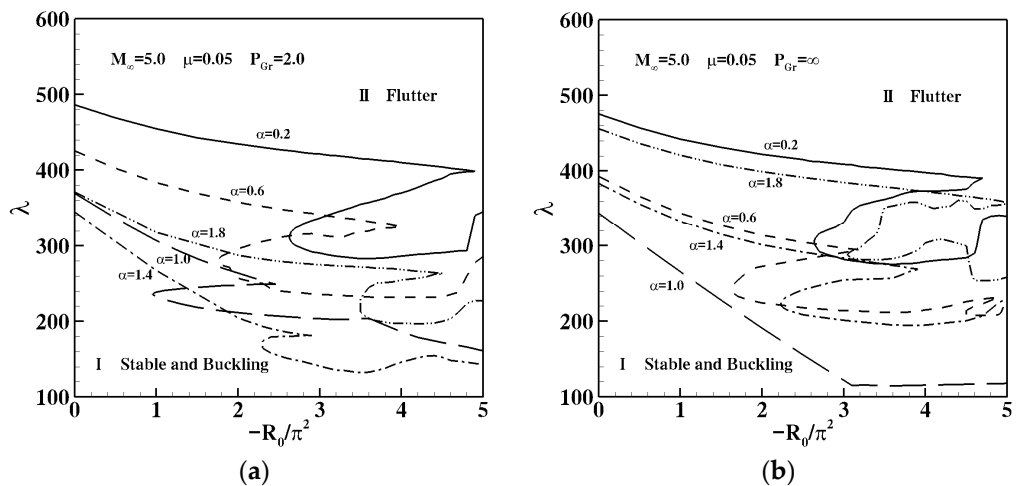 600
500
400
300
200
100
λ
M∞=5.0 μ=0.05 P_Gr=2.0
II Flutter
α=0.2
α=0.6
α=1.8
α=1.0
α=1.4
I Stable and Buckling
0 1 2 3 4 5
−R₀/π²
(a)
600
500
400
300
200
100
λ
M∞=5.0 μ=0.05 P_Gr=∞
II Flutter
α=0.2
α=1.8
α=0.6
α=1.4
α=1.0
I Stable and Buckling
0 1 2 3 4 5
−R₀/π²
(b)